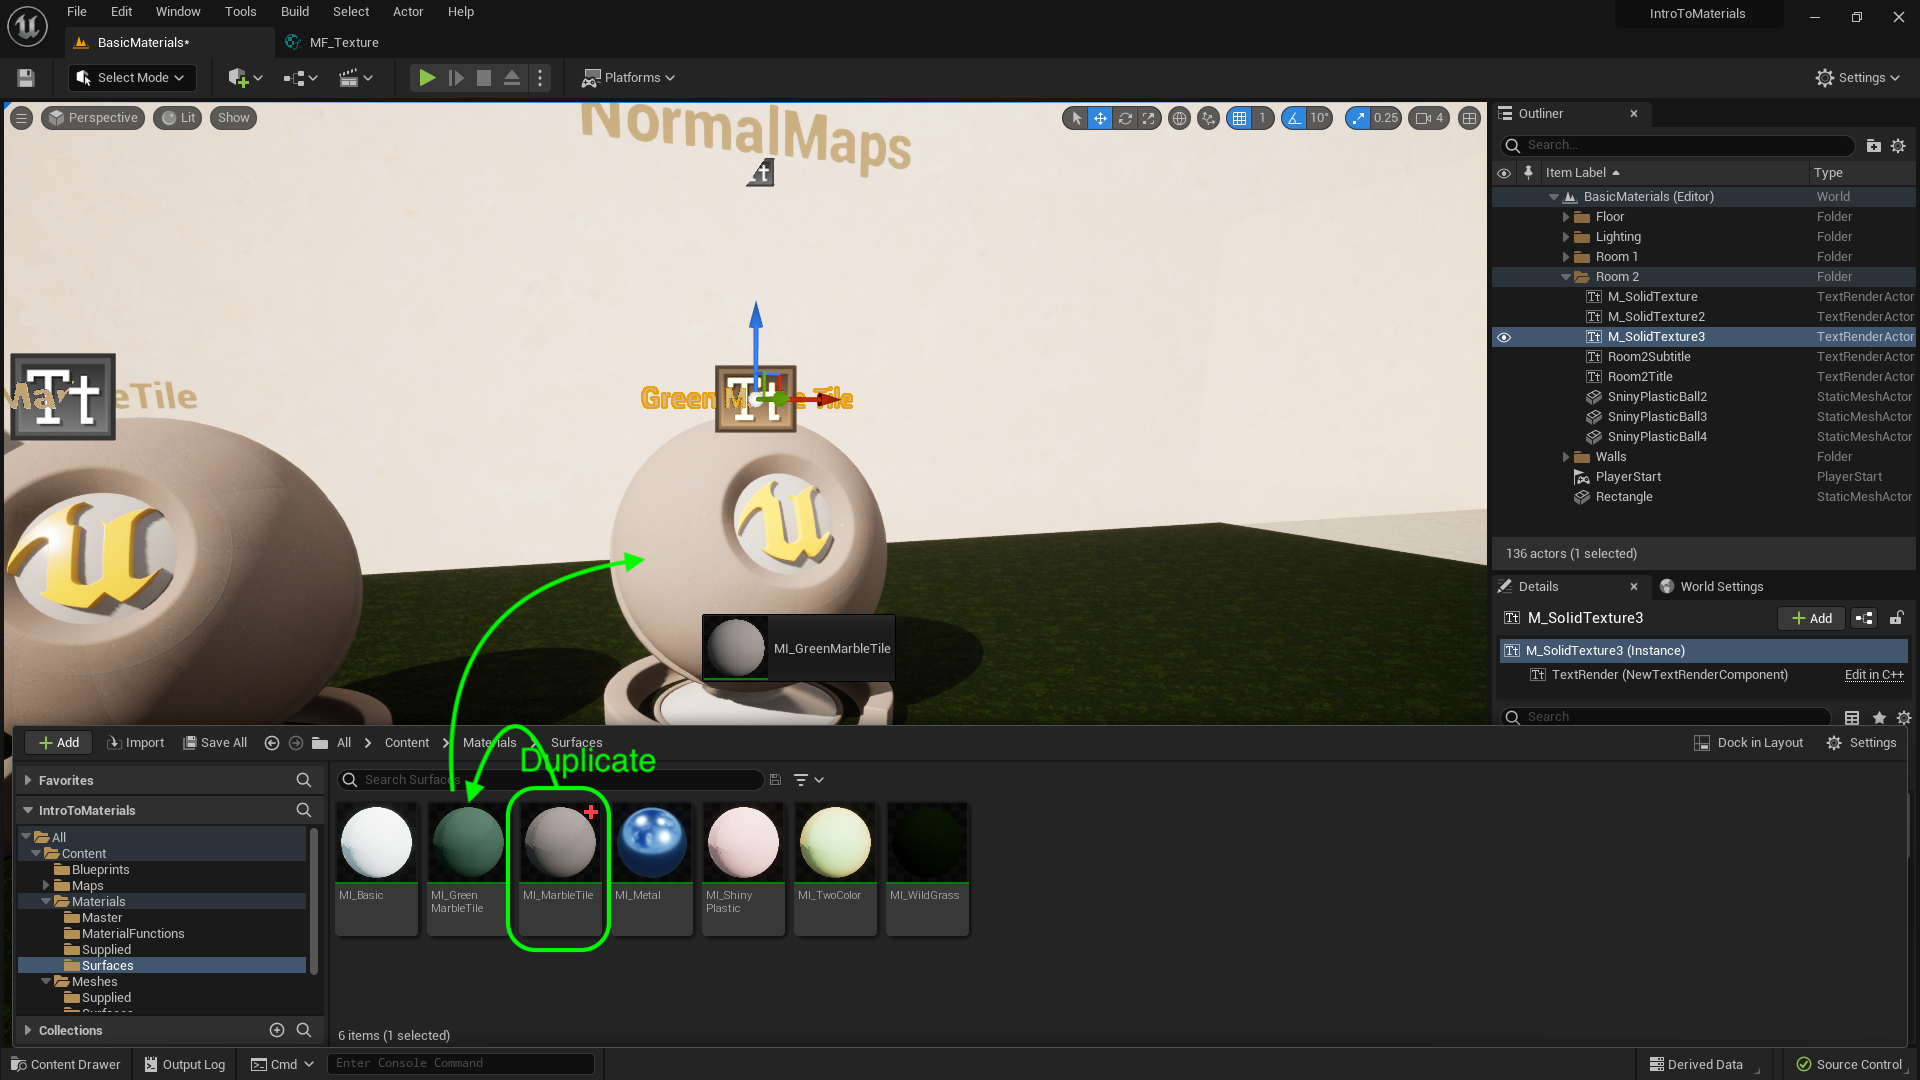 File Edit Window Tools Build Select Actor Help
IntroToMaterials
BasicMaterials*
MF_Texture
Select Mode
Platforms
Settings
Perspective
Lit
Show
1
10°
0.25
4
NormalMaps
Tt
Tt
Green M
e Tile
Tt
eTile
MI_GreenMarbleTile
Outliner
Search...
Item Label
Type
BasicMaterials (Editor) World
Floor Folder
Lighting Folder
Room 1 Folder
Room 2 Folder
M_SolidTexture TextRenderActor
M_SolidTexture2 TextRenderActor
M_SolidTexture3 TextRenderActor
Room2Subtitle TextRenderActor
Room2Title TextRenderActor
SninyPlasticBall2 StaticMeshActor
SninyPlasticBall3 StaticMeshActor
SninyPlasticBall4 StaticMeshActor
Walls Folder
PlayerStart PlayerStart
Rectangle StaticMeshActor
136 actors (1 selected)
Details
World Settings
M_SolidTexture3
Add
M_SolidTexture3 (Instance)
TextRender (NewTextRenderComponent) Edit in C++
Search
Add
Import
Save All
All
Content
Materials
Surfaces
Dock in Layout
Settings
Duplicate
Favorites
Search Surfaces
IntroToMaterials
All
Content
Blueprints
Maps
Materials
Master
MaterialFunctions
Supplied
Surfaces
Meshes
Supplied
Collections
MI_Basic
MI_Green
MarbleTile
MI_MarbleTile
MI_Metal
MI_Shiny
Plastic
MI_TwoColor
MI_WildGrass
6 items (1 selected)
Content Drawer
Output Log
Cmd
Enter Console Command
Derived Data
Source Control